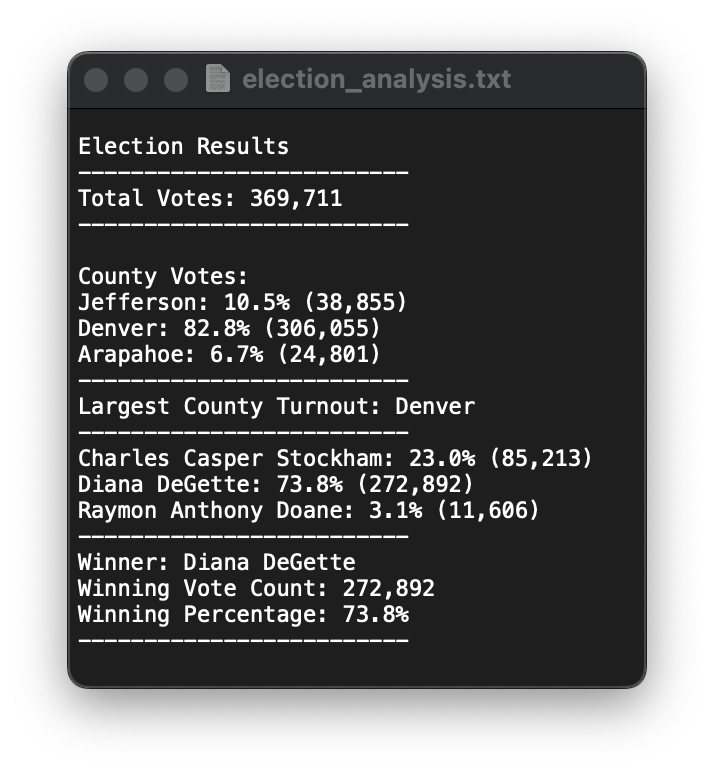 election_analysis.txt
Election Results
-------------------------
Total Votes: 369,711
-------------------------
County Votes:
Jefferson: 10.5% (38,855)
Denver: 82.8% (306,055)
Arapahoe: 6.7% (24,801)
-------------------------
Largest County Turnout: Denver
-------------------------
Charles Casper Stockham: 23.0% (85,213)
Diana DeGette: 73.8% (272,892)
Raymon Anthony Doane: 3.1% (11,606)
-------------------------
Winner: Diana DeGette
Winning Vote Count: 272,892
Winning Percentage: 73.8%
-------------------------